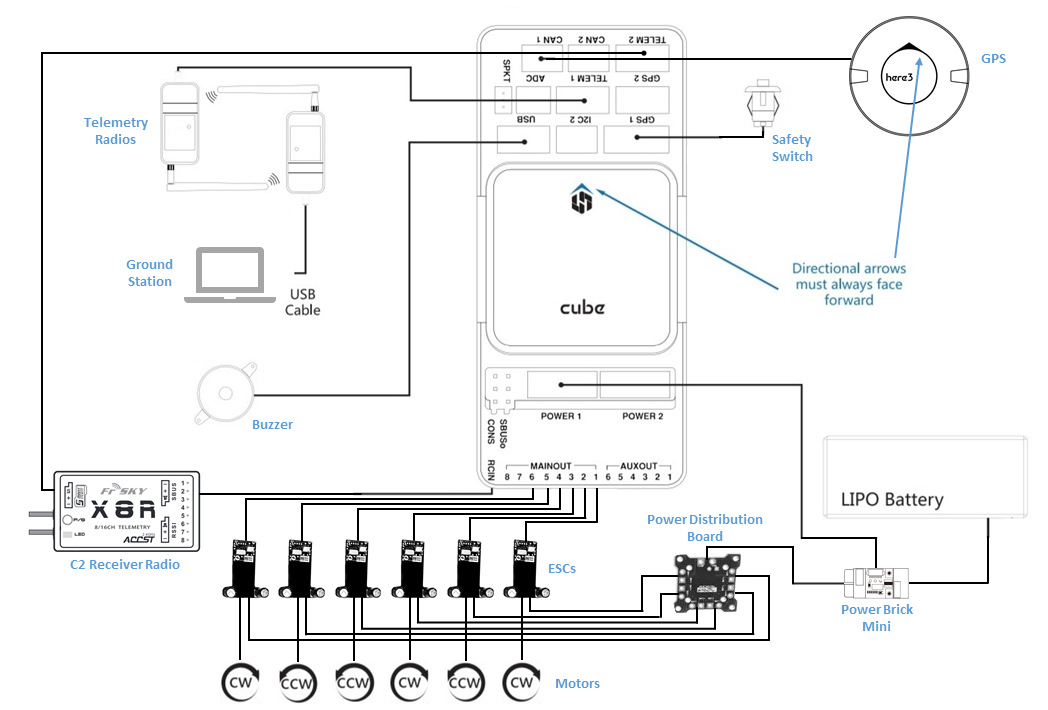 CAN 1
CAN 2
TELEM 2
SPKT
ADC
TELEM 1
GPS 2
USB
I2C 2
GPS 1
here3
GPS
Telemetry
Radios
Safety
Switch
Ground
Station
USB
Cable
Directional arrows
must always face
forward
cube
Buzzer
POWER 1
POWER 2
CONS
SBUSo
RCIN
MAINOUT
AUXOUT
8 7 6 5 4 3 2 1
6 5 4 3 2 1
LIPO Battery
FrSKY
X8R
8/16CH TELEMETRY
ACCST
LED
SBUS
RSSI
1
2
3
4
5
6
7
8
C2 Receiver Radio
Power Distribution
Board
ESCs
Power Brick
Mini
CW
CCW
CCW
CW
CCW
CW
Motors